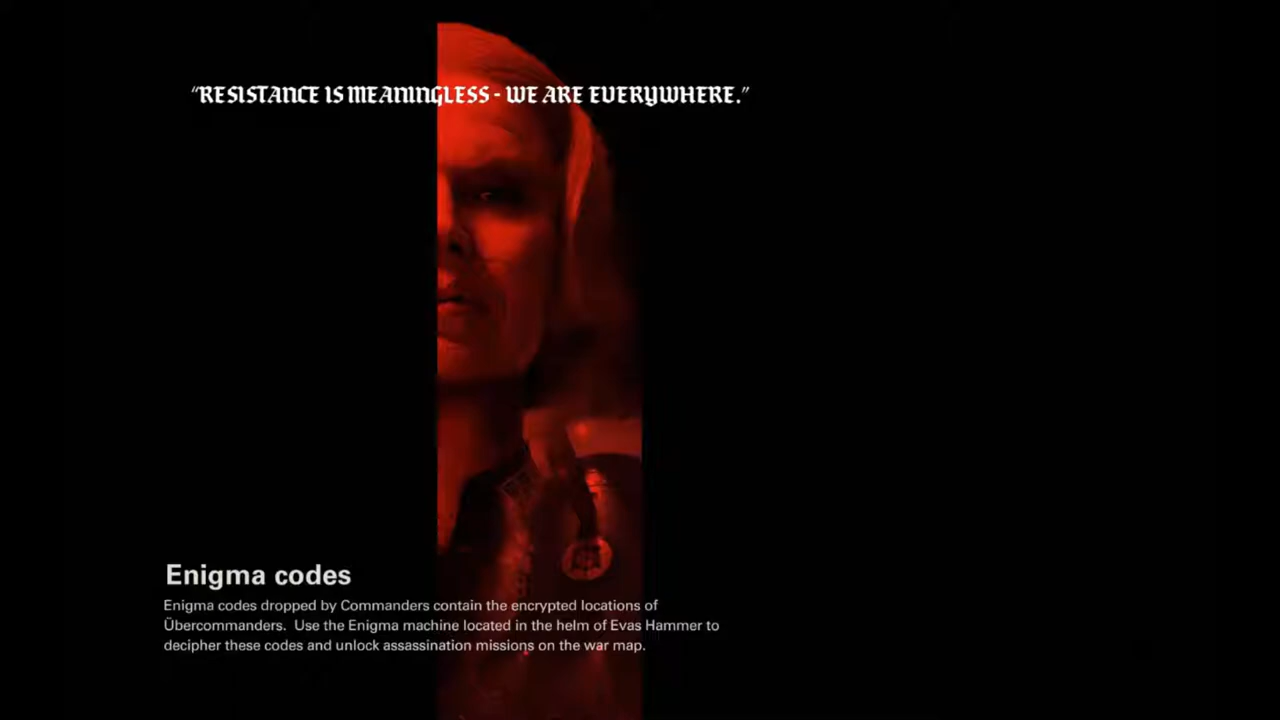 “RESISTANCE IS MEANINGLESS - WE ARE EVERYWHERE.”
Enigma codes
Enigma codes dropped by Commanders contain the encrypted locations of
Übercommanders.  Use the Enigma machine located in the helm of Evas Hammer to
decipher these codes and unlock assassination missions on the war map.